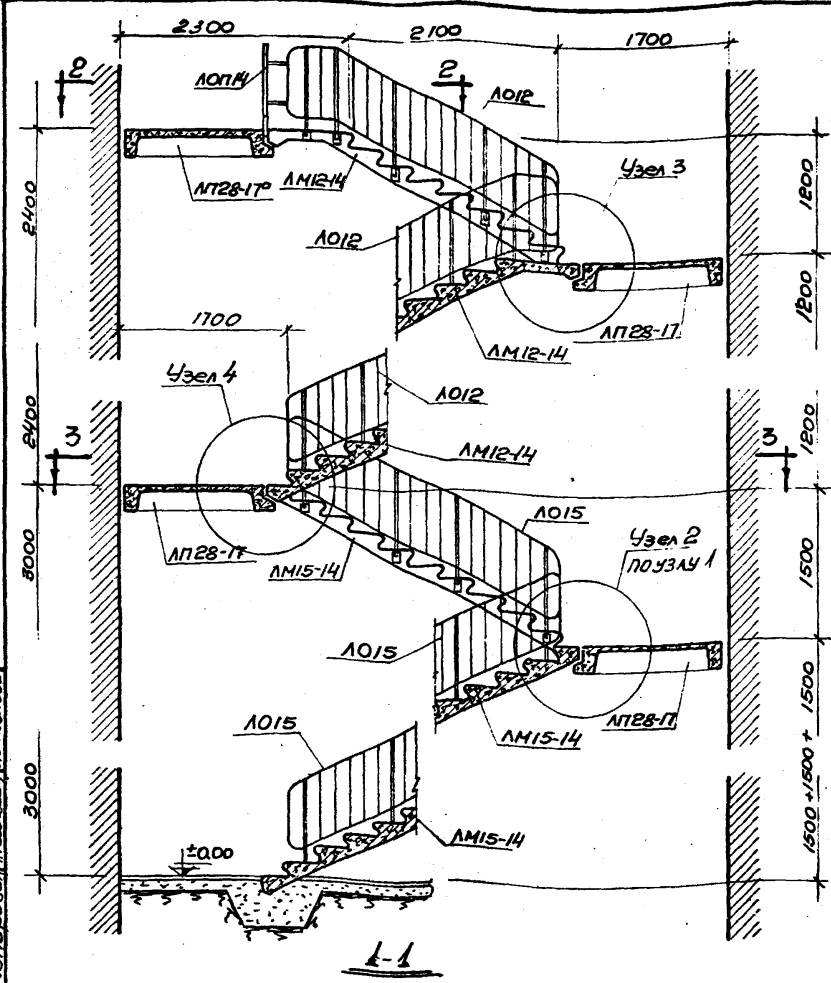 2300
2100
1700
2
2
ЛОП14
ЛО12
Узел 3
ЛП28-17ᵃ
ЛМ12-14
2400
1200
ЛО12
1200
1700
ЛМ12-14
ЛП28-17
Узел 4
ЛО12
2400
1200
3
3
ЛМ12-14
ЛО15
Узел 2
ПО УЗЛУ 1
ЛП28-17
ЛМ15-14
3000
1500
ЛО15
ЛМ15-14
ЛП28-17
ЛО15
3000
1500+1500+1500
ЛМ15-14
±0.00
1-1